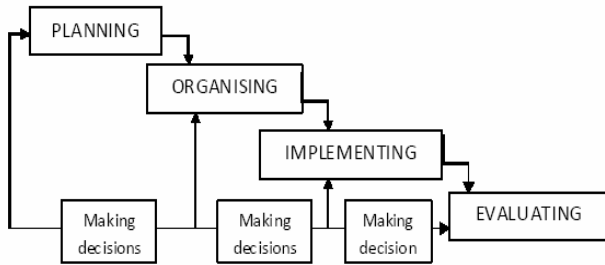 PLANNING
ORGANISING
IMPLEMENTING
EVALUATING
Making
decisions
Making
decisions
Making
decision